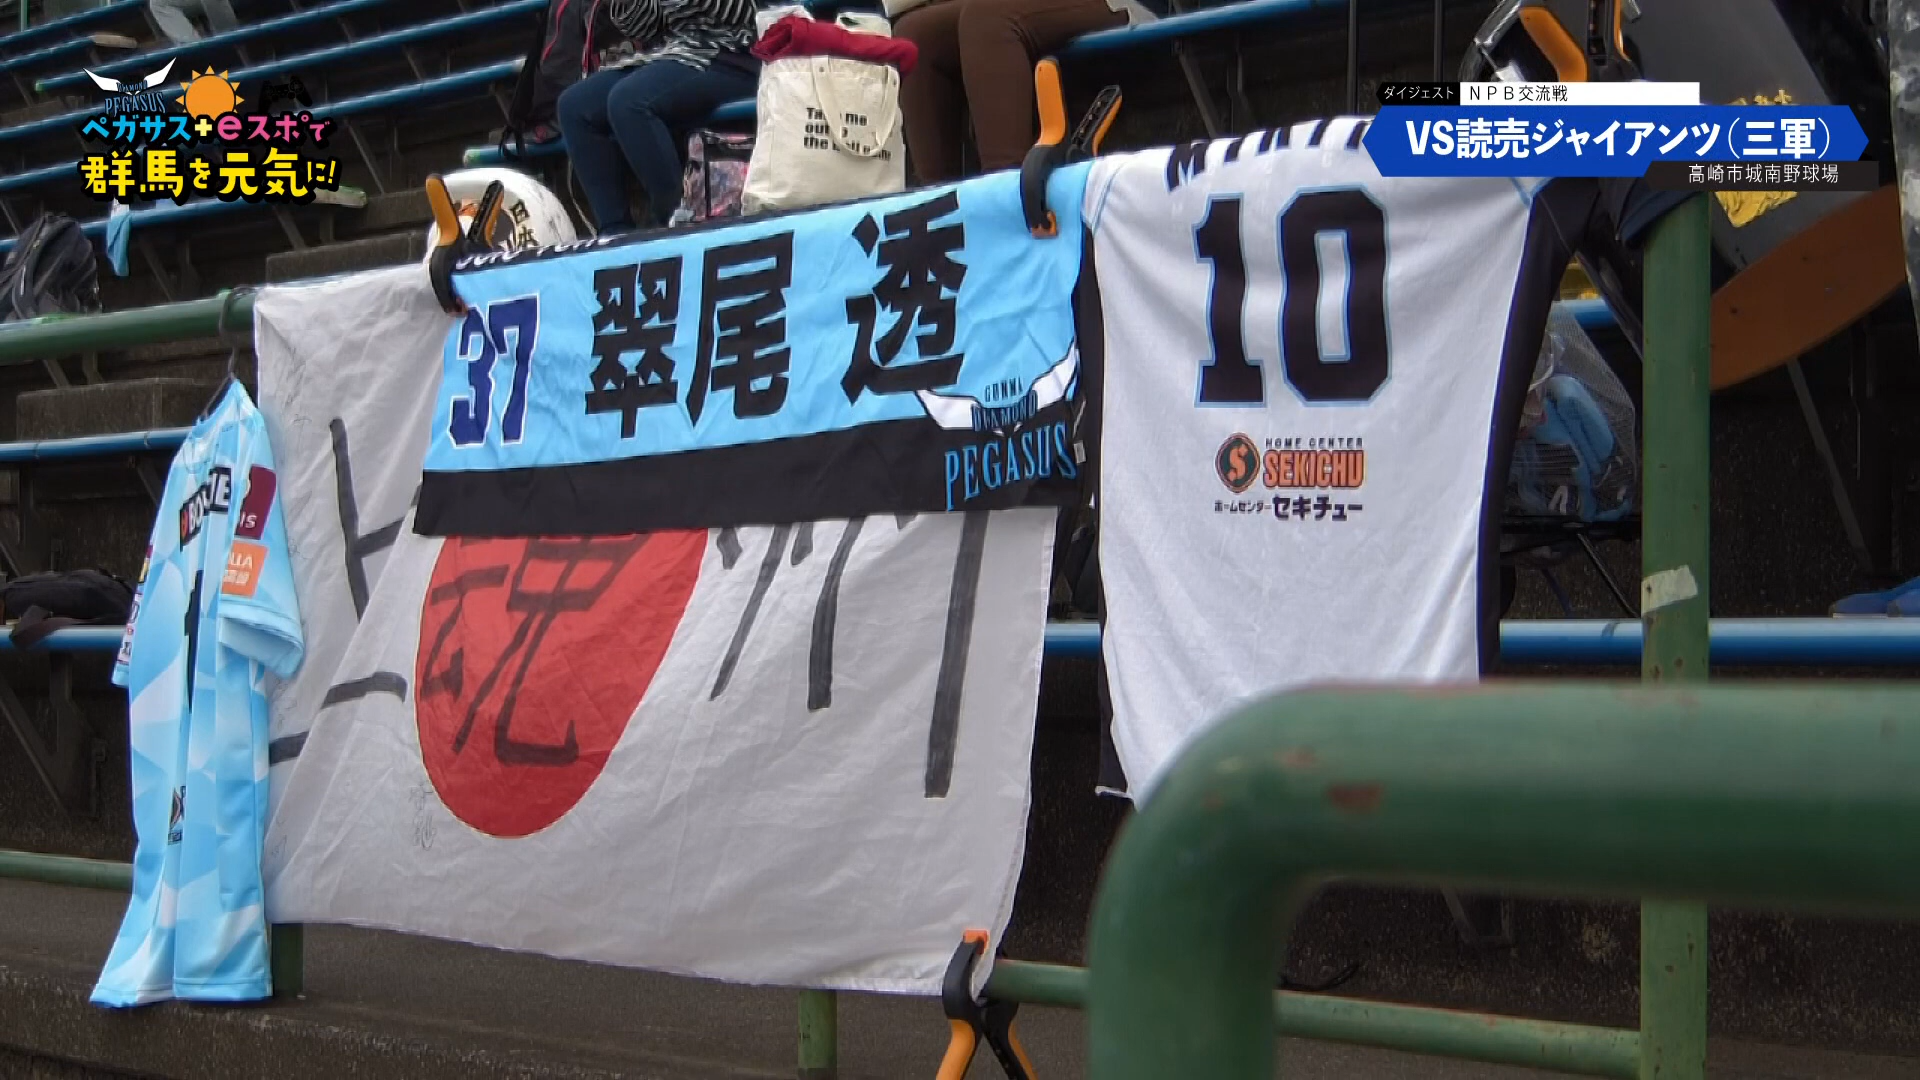 DIAMOND
PEGASUS
ペガサス+eスポで
群馬を元気に!
ダイジェスト NPB交流戦
VS読売ジャイアンツ(三軍)
高崎市城南野球場
37 翠尾 透
GUNMA
DIAMOND
PEGASUS
10
HOME CENTER
SEKICHU
ホームセンター セキチュー
魂